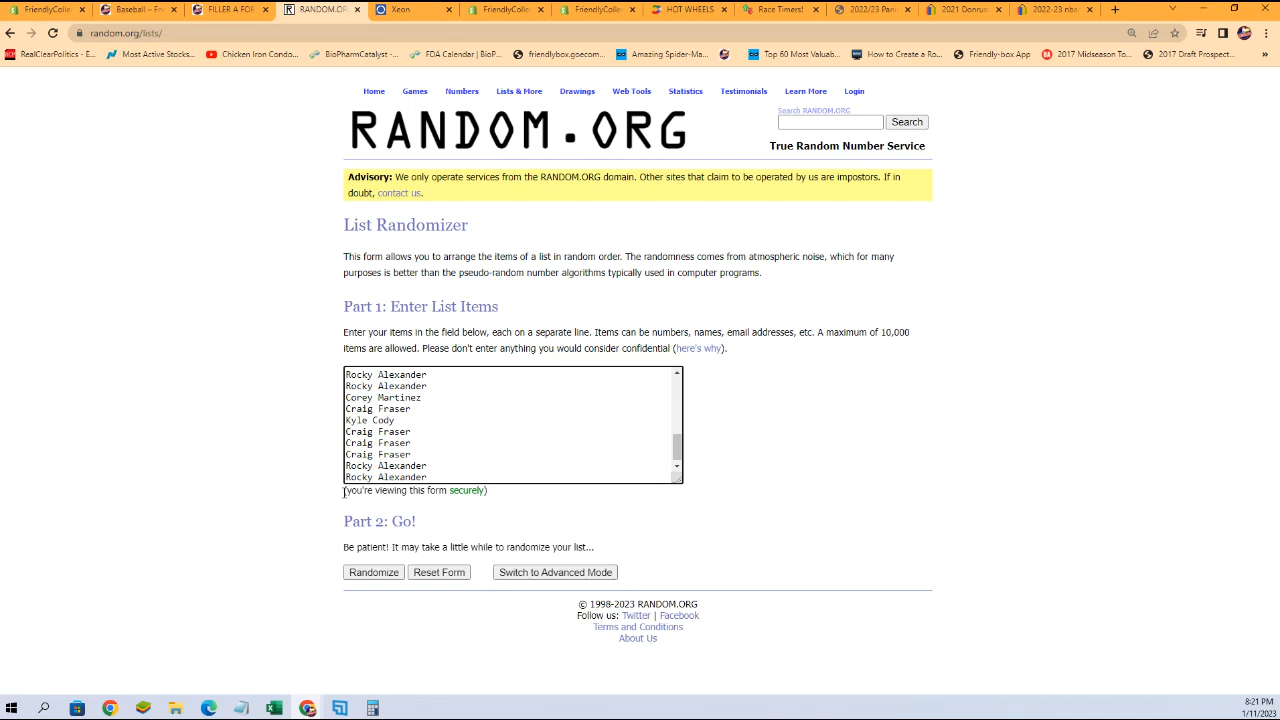 FriendlyCollec
Baseball – Frie
FILLER A FOR
RANDOM.OR
Xeon
FriendlyCollec
FriendlyCollec
HOT WHEELS
Race Timers!
2022/23 Pani
2021 Donruss
2022-23 nba
random.org/lists/
RealClearPolitics - E...
Most Active Stocks...
Chicken Iron Condo...
BioPharmCatalyst -...
FDA Calendar | BioP...
friendlybox.goecom...
Amazing Spider-Ma...
Top 60 Most Valuab...
How to Create a Ro...
Friendly-box App
2017 Midseason To...
2017 Draft Prospect...
Home Games Numbers Lists & More Drawings Web Tools Statistics Testimonials Learn More Login
RANDOM.ORG
Search RANDOM.ORG
Search
True Random Number Service
Advisory: We only operate services from the RANDOM.ORG domain. Other sites that claim to be operated by us are impostors. If in
doubt, contact us.
List Randomizer
This form allows you to arrange the items of a list in random order. The randomness comes from atmospheric noise, which for many
purposes is better than the pseudo-random number algorithms typically used in computer programs.
Part 1: Enter List Items
Enter your items in the field below, each on a separate line. Items can be numbers, names, email addresses, etc. A maximum of 10,000
items are allowed. Please don't enter anything you would consider confidential (here's why).
Rocky Alexander
Rocky Alexander
Corey Martinez
Craig Fraser
Kyle Cody
Craig Fraser
Craig Fraser
Craig Fraser
Rocky Alexander
Rocky Alexander
(you're viewing this form securely)
Part 2: Go!
Be patient! It may take a little while to randomize your list...
Randomize Reset Form Switch to Advanced Mode
© 1998-2023 RANDOM.ORG
Follow us: Twitter | Facebook
Terms and Conditions
About Us
8:21 PM
1/11/2023